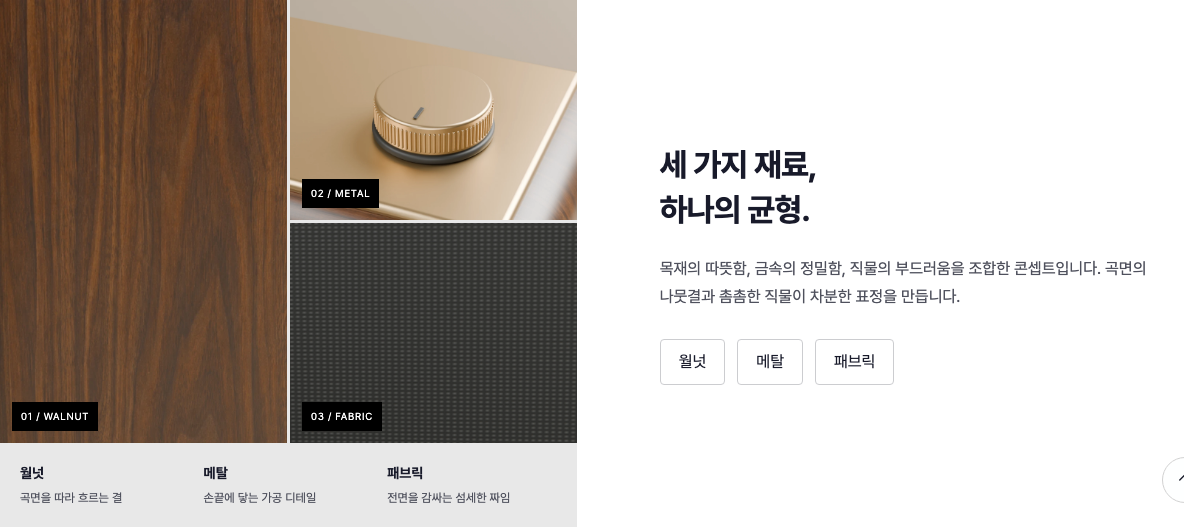 02 / METAL
01 / WALNUT
03 / FABRIC
월넛
곡면을 따라 흐르는 결
메탈
손끝에 닿는 가공 디테일
패브릭
전면을 감싸는 섬세한 짜임
세 가지 재료,
하나의 균형.
목재의 따뜻함, 금속의 정밀함, 직물의 부드러움을 조합한 콘셉트입니다. 곡면의
나뭇결과 촘촘한 직물이 차분한 표정을 만듭니다.
월넛
메탈
패브릭